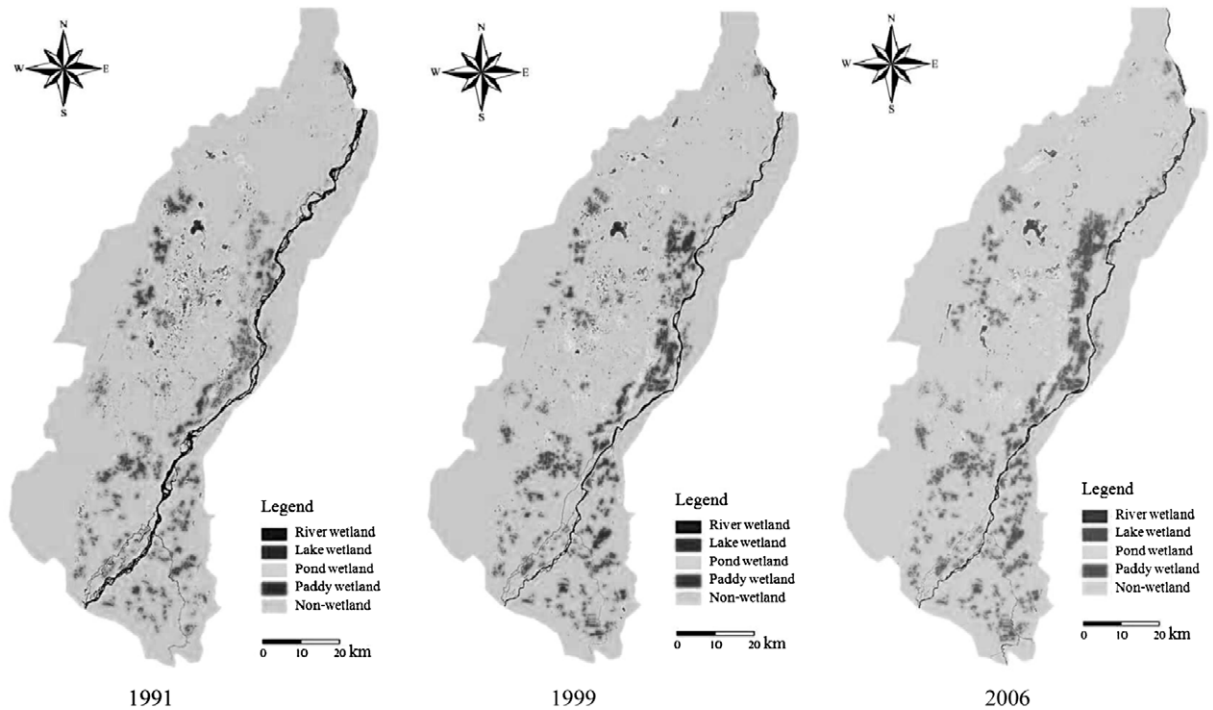 N
W E
S
Legend
River wetland
Lake wetland
Pond wetland
Paddy wetland
Non-wetland
0 10 20 km
1991
N
W E
S
Legend
River wetland
Lake wetland
Pond wetland
Paddy wetland
Non-wetland
0 10 20 km
1999
N
W E
S
Legend
River wetland
Lake wetland
Pond wetland
Paddy wetland
Non-wetland
0 10 20 km
2006